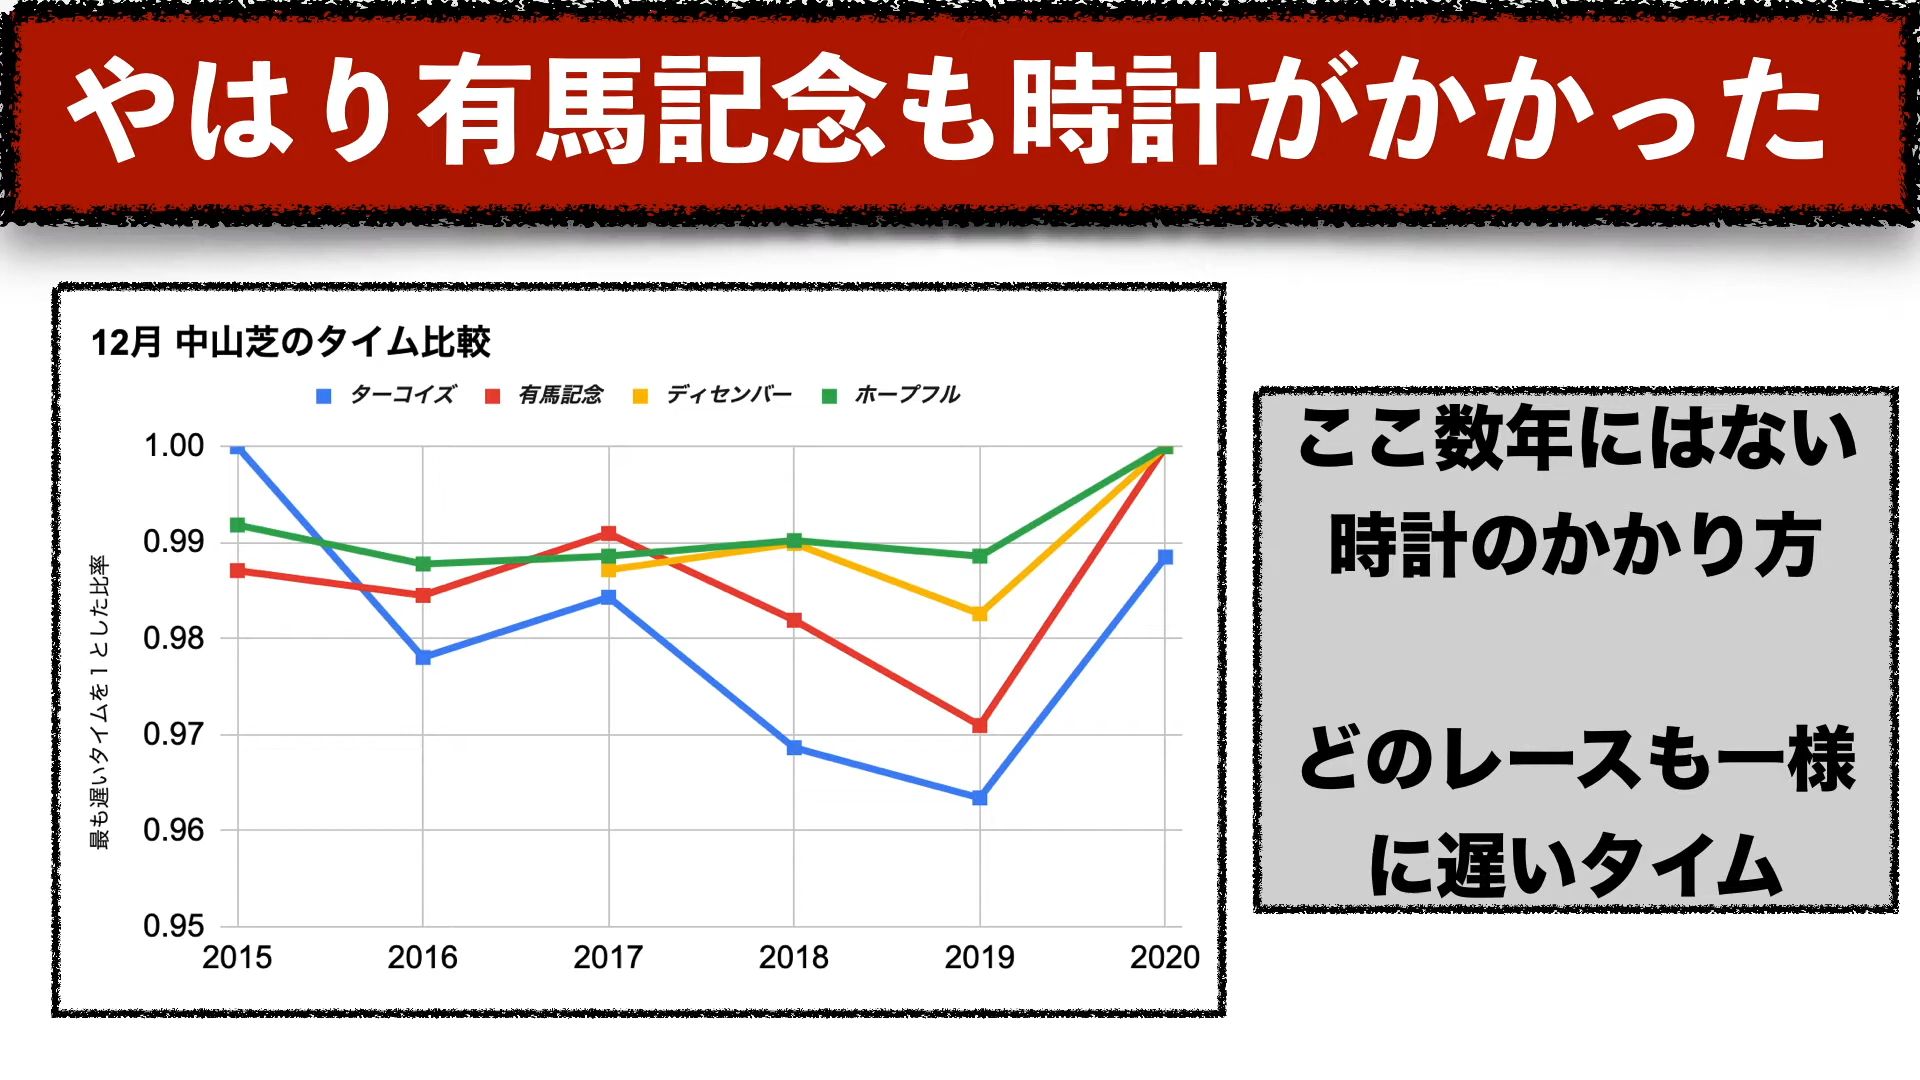 やはり有馬記念も時計がかかった
12月 中山芝のタイム比較
ターコイズ 有馬記念 ディセンバー ホープフル
最も遅いタイムを1とした比率
1.00
0.99
0.98
0.97
0.96
0.95
2015 2016 2017 2018 2019 2020
ここ数年にはない
時計のかかり方
どのレースも一様
に遅いタイム